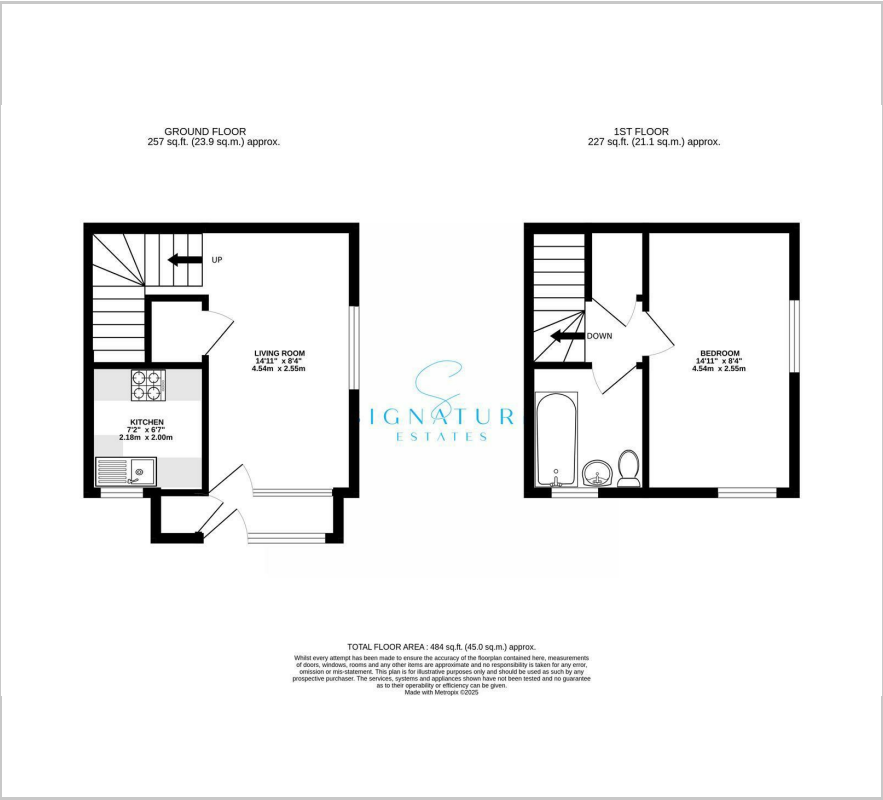 GROUND FLOOR
257 sq.ft. (23.9 sq.m.) approx.
1ST FLOOR
227 sq.ft. (21.1 sq.m.) approx.
UP
LIVING ROOM
14'11" x 8'4"
4.54m x 2.55m
KITCHEN
7'2" x 6'7"
2.18m x 2.00m
DOWN
BEDROOM
14'11" x 8'4"
4.54m x 2.55m
S
IGNATUR
ESTATES
TOTAL FLOOR AREA : 484 sq.ft. (45.0 sq.m.) approx.
Whilst every attempt has been made to ensure the accuracy of the floorplan contained here, measurements
of doors, windows, rooms and any other items are approximate and no responsibility is taken for any error,
omission or mis-statement. This plan is for illustrative purposes only and should be used as such by any
prospective purchaser. The services, systems and appliances shown have not been tested and no guarantee
as to their operability or efficiency can be given.
Made with Metropix ©2025